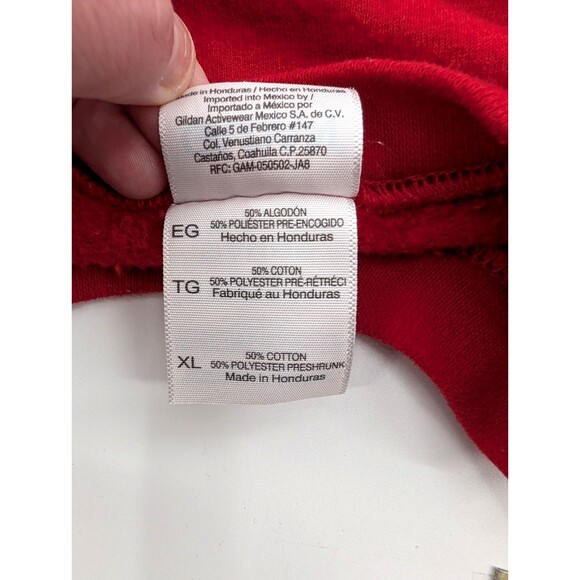 Made in Honduras / Hecho en Honduras
Imported into Mexico by /
Importado a México por
Gildan Activewear Mexico S.A. de C.V.
Calle 5 de Febrero #147
Col. Venustiano Carranza
Castaños, Coahuila C.P. 25870
RFC: GAM-050502-JA8
50% ALGODÓN
EG 50% POLIÉSTER PRE-ENCOGIDO
Hecho en Honduras
50% COTON
TG 50% POLYESTER PRÉ-RÉTRÉCI
Fabriqué au Honduras
50% COTTON
XL 50% POLYESTER PRESHRUNK
Made in Honduras